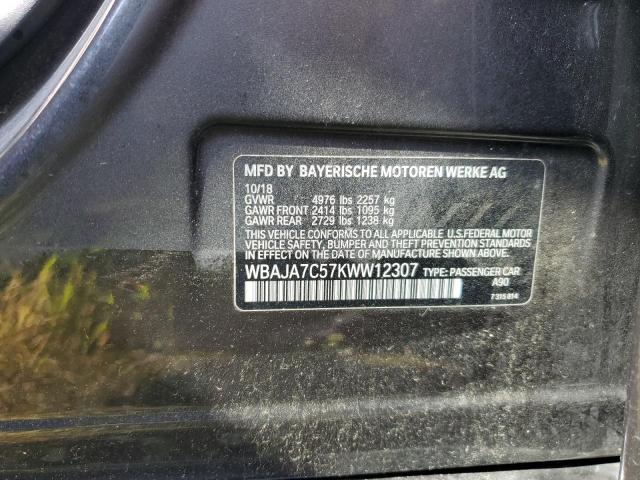 MFD BY BAYERISCHE MOTOREN WERKE AG
10/18
GVWR 4976 lbs 2257 kg
GAWR FRONT 2414 lbs 1095 kg
GAWR REAR 2729 lbs 1238 kg
THIS VEHICLE CONFORMS TO ALL APPLICABLE U.S.FEDERAL MOTOR
VEHICLE SAFETY, BUMPER AND THEFT PREVENTION STANDARDS
IN EFFECT ON THE DATE OF MANUFACTURE SHOWN ABOVE.
WBAJA7C57KWW12307 TYPE: PASSENGER CAR
A90
7 315 814